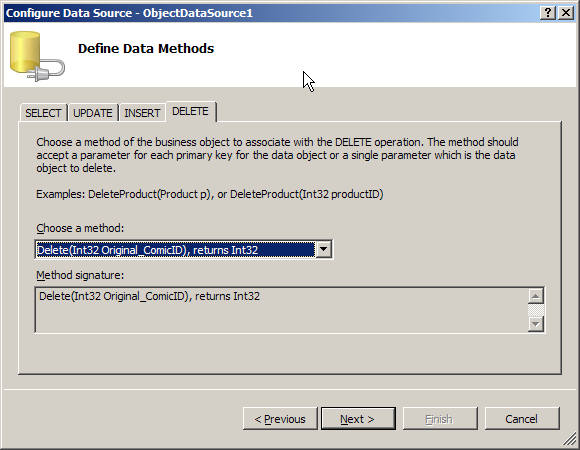 Configure Data Source - ObjectDataSource1
Define Data Methods
SELECT UPDATE INSERT DELETE
Choose a method of the business object to associate with the DELETE operation. The method should
accept a parameter for each primary key for the data object or a single parameter which is the data
object to delete.
Examples: DeleteProduct(Product p), or DeleteProduct(Int32 productID)
Choose a method:
Delete(Int32 Original_ComicID), returns Int32
Method signature:
Delete(Int32 Original_ComicID), returns Int32
< Previous Next > Finish Cancel